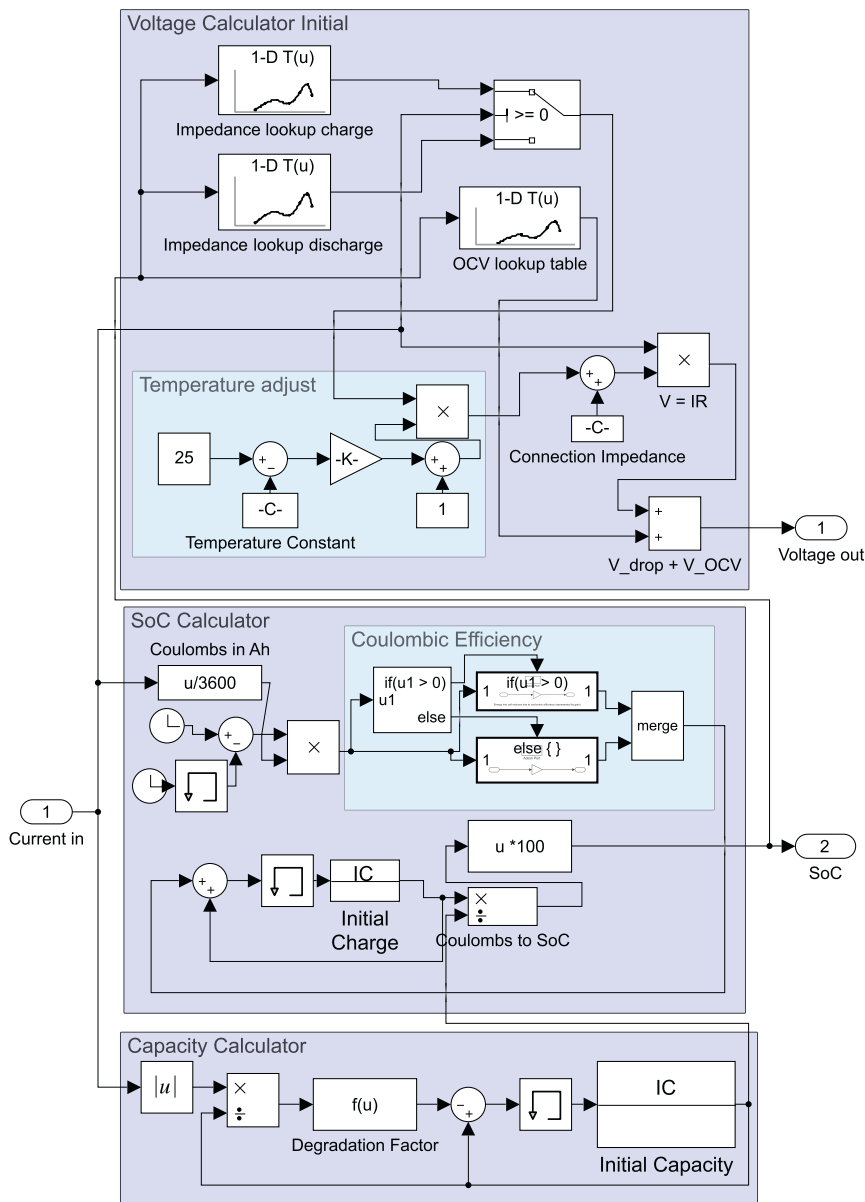 Voltage Calculator Initial
1-D T(u)
Impedance lookup charge
>= 0
1-D T(u)
Impedance lookup discharge
1-D T(u)
OCV lookup table
Temperature adjust
×
×
V = IR
+
+
-C-
Connection Impedance
25
+
−
-K-
+
+
-C-
1
Temperature Constant
+
+
V_drop + V_OCV
1
Voltage out
SoC Calculator
Coulombs in Ah
u/3600
+
−
×
Coulombic Efficiency
if(u1 > 0)
u1
else
if(u1 > 0)
1
1
else { }
1
1
merge
1
Current in
u *100
2
SoC
+
+
IC
Initial
Charge
×
÷
Coulombs to SoC
Capacity Calculator
|u|
×
÷
f(u)
Degradation Factor
−
+
IC
Initial Capacity